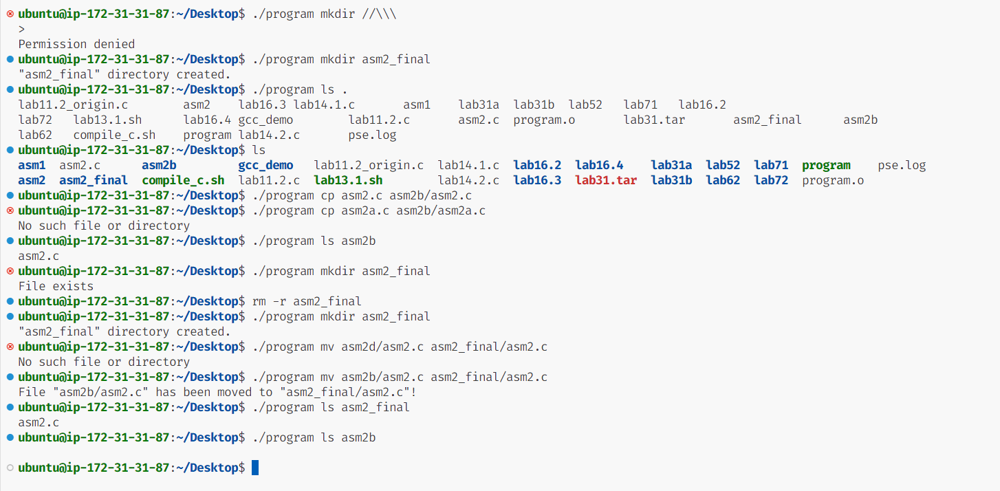 ubuntu@ip-172-31-31-87:~/Desktop$ ./program mkdir //\\\
>
Permission denied
ubuntu@ip-172-31-31-87:~/Desktop$ ./program mkdir asm2_final
"asm2_final" directory created.
ubuntu@ip-172-31-31-87:~/Desktop$ ./program ls .
lab11.2_origin.c        asm2    lab16.3 lab14.1.c       asm1    lab31a  lab31b  lab52   lab71   lab16.2
lab72   lab13.1.sh      lab16.4 gcc_demo        lab11.2.c       asm2.c  program.o       lab31.tar       asm2_final      asm2b
lab62   compile_c.sh    program lab14.2.c       pse.log
ubuntu@ip-172-31-31-87:~/Desktop$ ls
asm1  asm2.c      asm2b         gcc_demo   lab11.2_origin.c  lab14.1.c  lab16.2  lab16.4    lab31a  lab52  lab71  program    pse.log
asm2  asm2_final  compile_c.sh  lab11.2.c  lab13.1.sh        lab14.2.c  lab16.3  lab31.tar  lab31b  lab62  lab72  program.o
ubuntu@ip-172-31-31-87:~/Desktop$ ./program cp asm2.c asm2b/asm2.c
ubuntu@ip-172-31-31-87:~/Desktop$ ./program cp asm2a.c asm2b/asm2a.c
No such file or directory
ubuntu@ip-172-31-31-87:~/Desktop$ ./program ls asm2b
asm2.c
ubuntu@ip-172-31-31-87:~/Desktop$ ./program mkdir asm2_final
File exists
ubuntu@ip-172-31-31-87:~/Desktop$ rm -r asm2_final
ubuntu@ip-172-31-31-87:~/Desktop$ ./program mkdir asm2_final
"asm2_final" directory created.
ubuntu@ip-172-31-31-87:~/Desktop$ ./program mv asm2d/asm2.c asm2_final/asm2.c
No such file or directory
ubuntu@ip-172-31-31-87:~/Desktop$ ./program mv asm2b/asm2.c asm2_final/asm2.c
File "asm2b/asm2.c" has been moved to "asm2_final/asm2.c"!
ubuntu@ip-172-31-31-87:~/Desktop$ ./program ls asm2_final
asm2.c
ubuntu@ip-172-31-31-87:~/Desktop$ ./program ls asm2b
ubuntu@ip-172-31-31-87:~/Desktop$